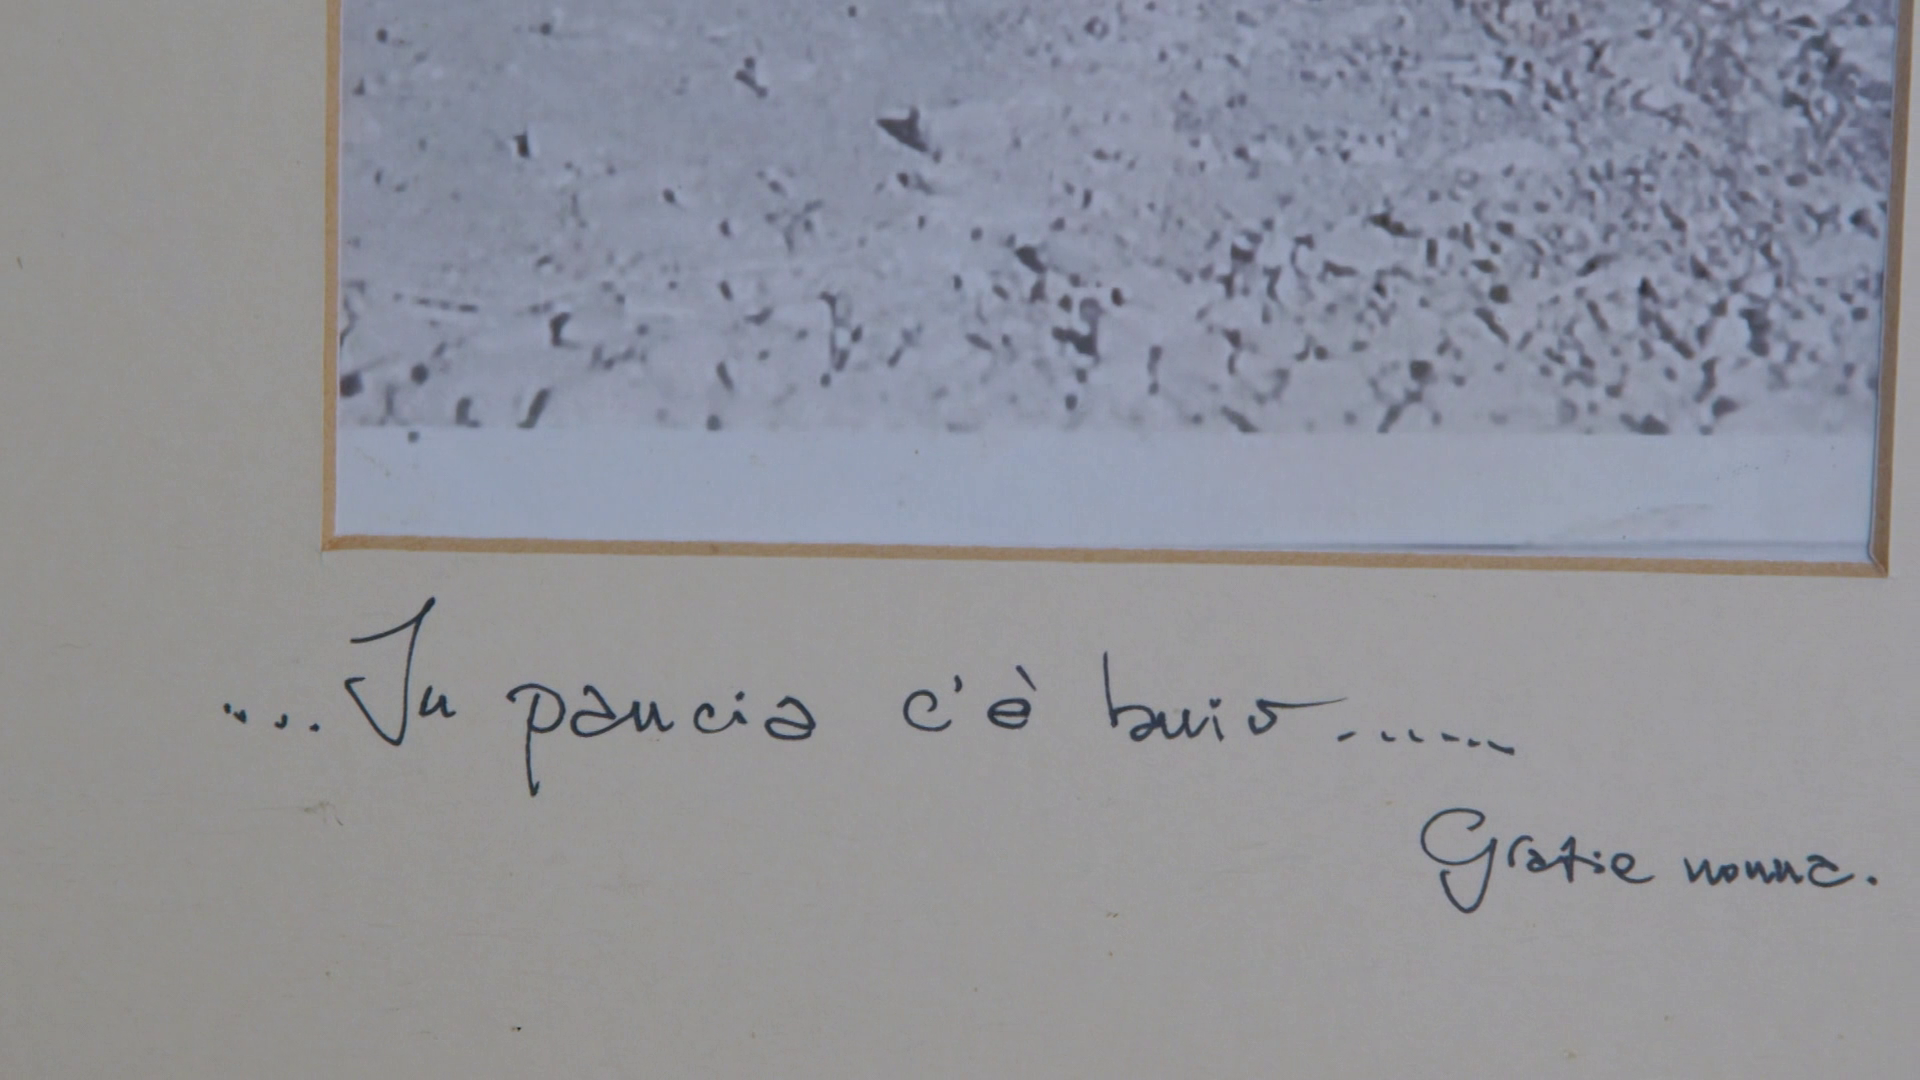 ....In pancia c'è buio......
Grazie nonna.